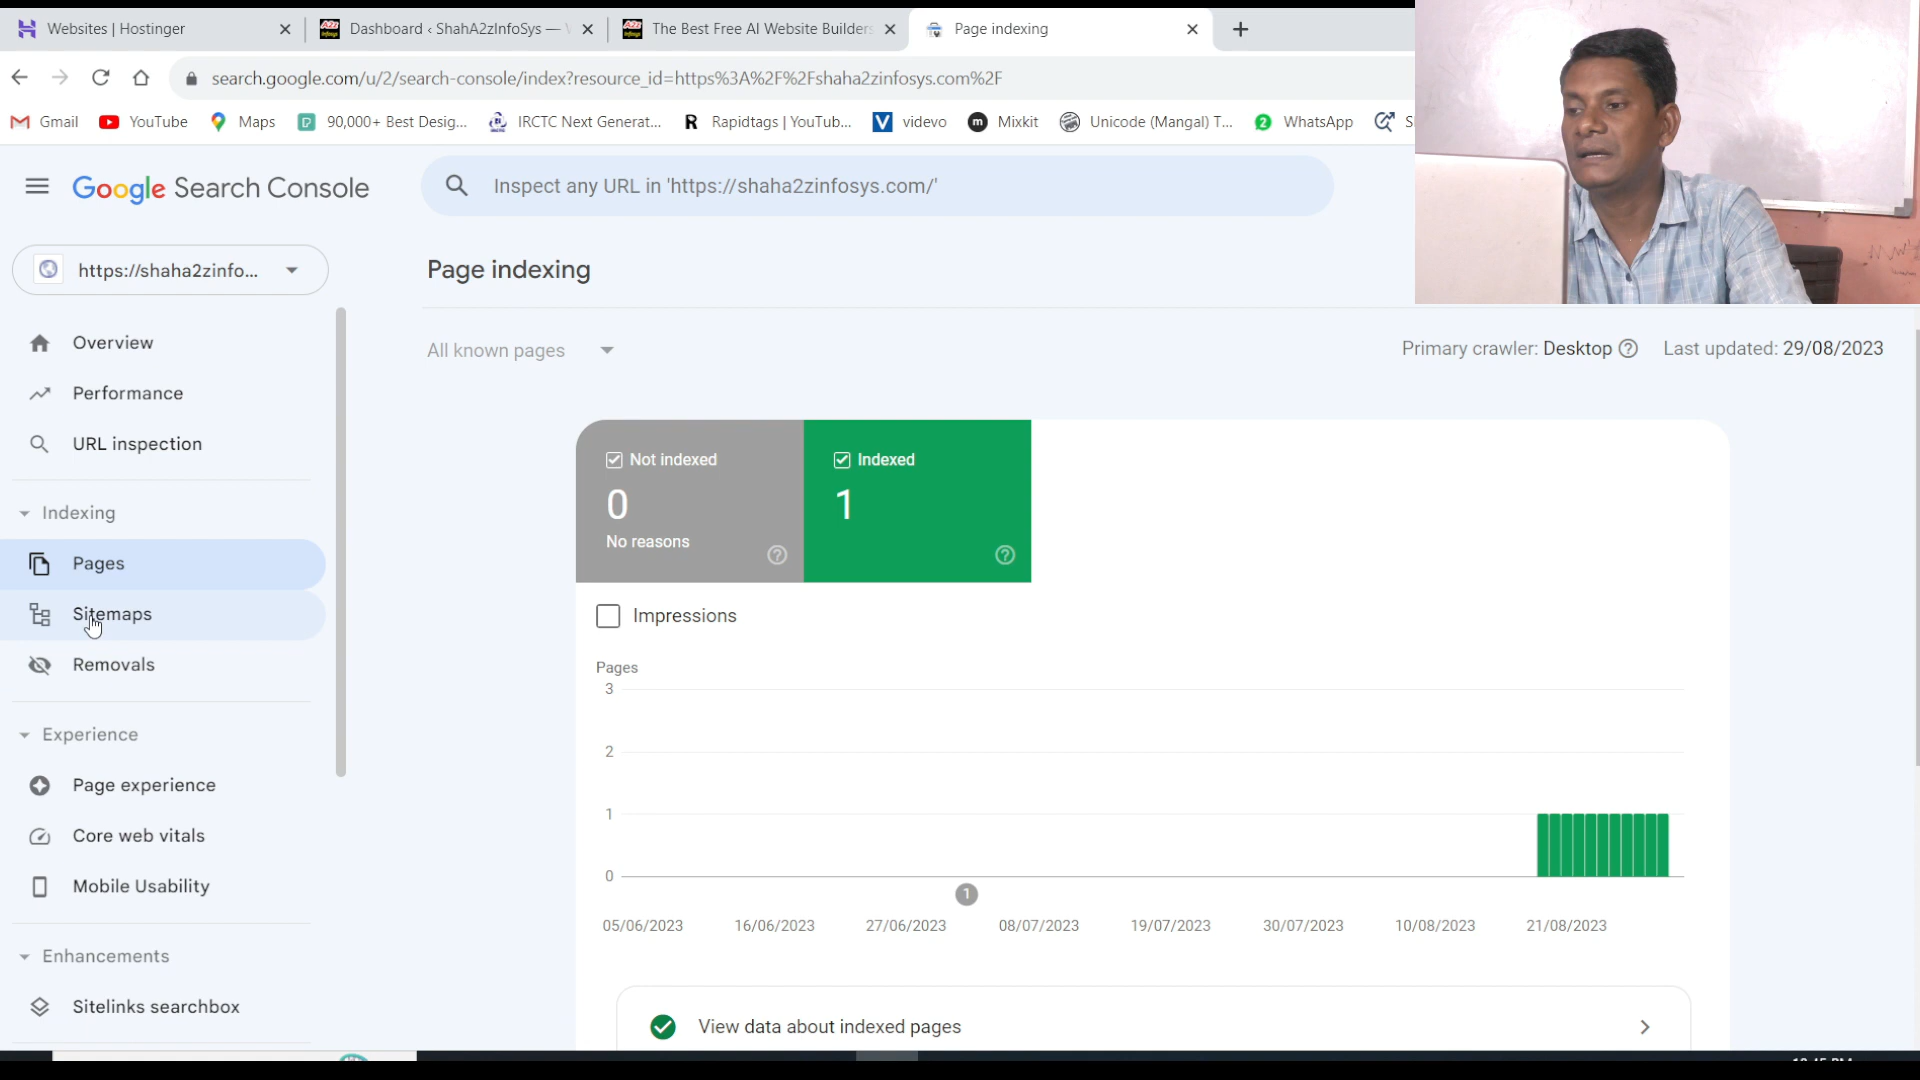 Websites | Hostinger
Dashboard ‹ ShahA2zInfoSys —
The Best Free AI Website Builders
Page indexing
search.google.com/u/2/search-console/index?resource_id=https%3A%2F%2Fshaha2zinfosys.com%2F
Gmail
YouTube
Maps
90,000+ Best Desig...
IRCTC Next Generat...
Rapidtags | YouTub...
videvo
Mixkit
Unicode (Mangal) T...
WhatsApp
Google Search Console
Inspect any URL in 'https://shaha2zinfosys.com/'
https://shaha2zinfo...
Page indexing
Overview
Performance
URL inspection
Indexing
Pages
Sitemaps
Removals
Experience
Page experience
Core web vitals
Mobile Usability
Enhancements
Sitelinks searchbox
All known pages
Primary crawler: Desktop
Last updated: 29/08/2023
Not indexed
0
No reasons
Indexed
1
Impressions
Pages
3
2
1
0
1
05/06/2023 16/06/2023 27/06/2023 08/07/2023 19/07/2023 30/07/2023 10/08/2023 21/08/2023
View data about indexed pages